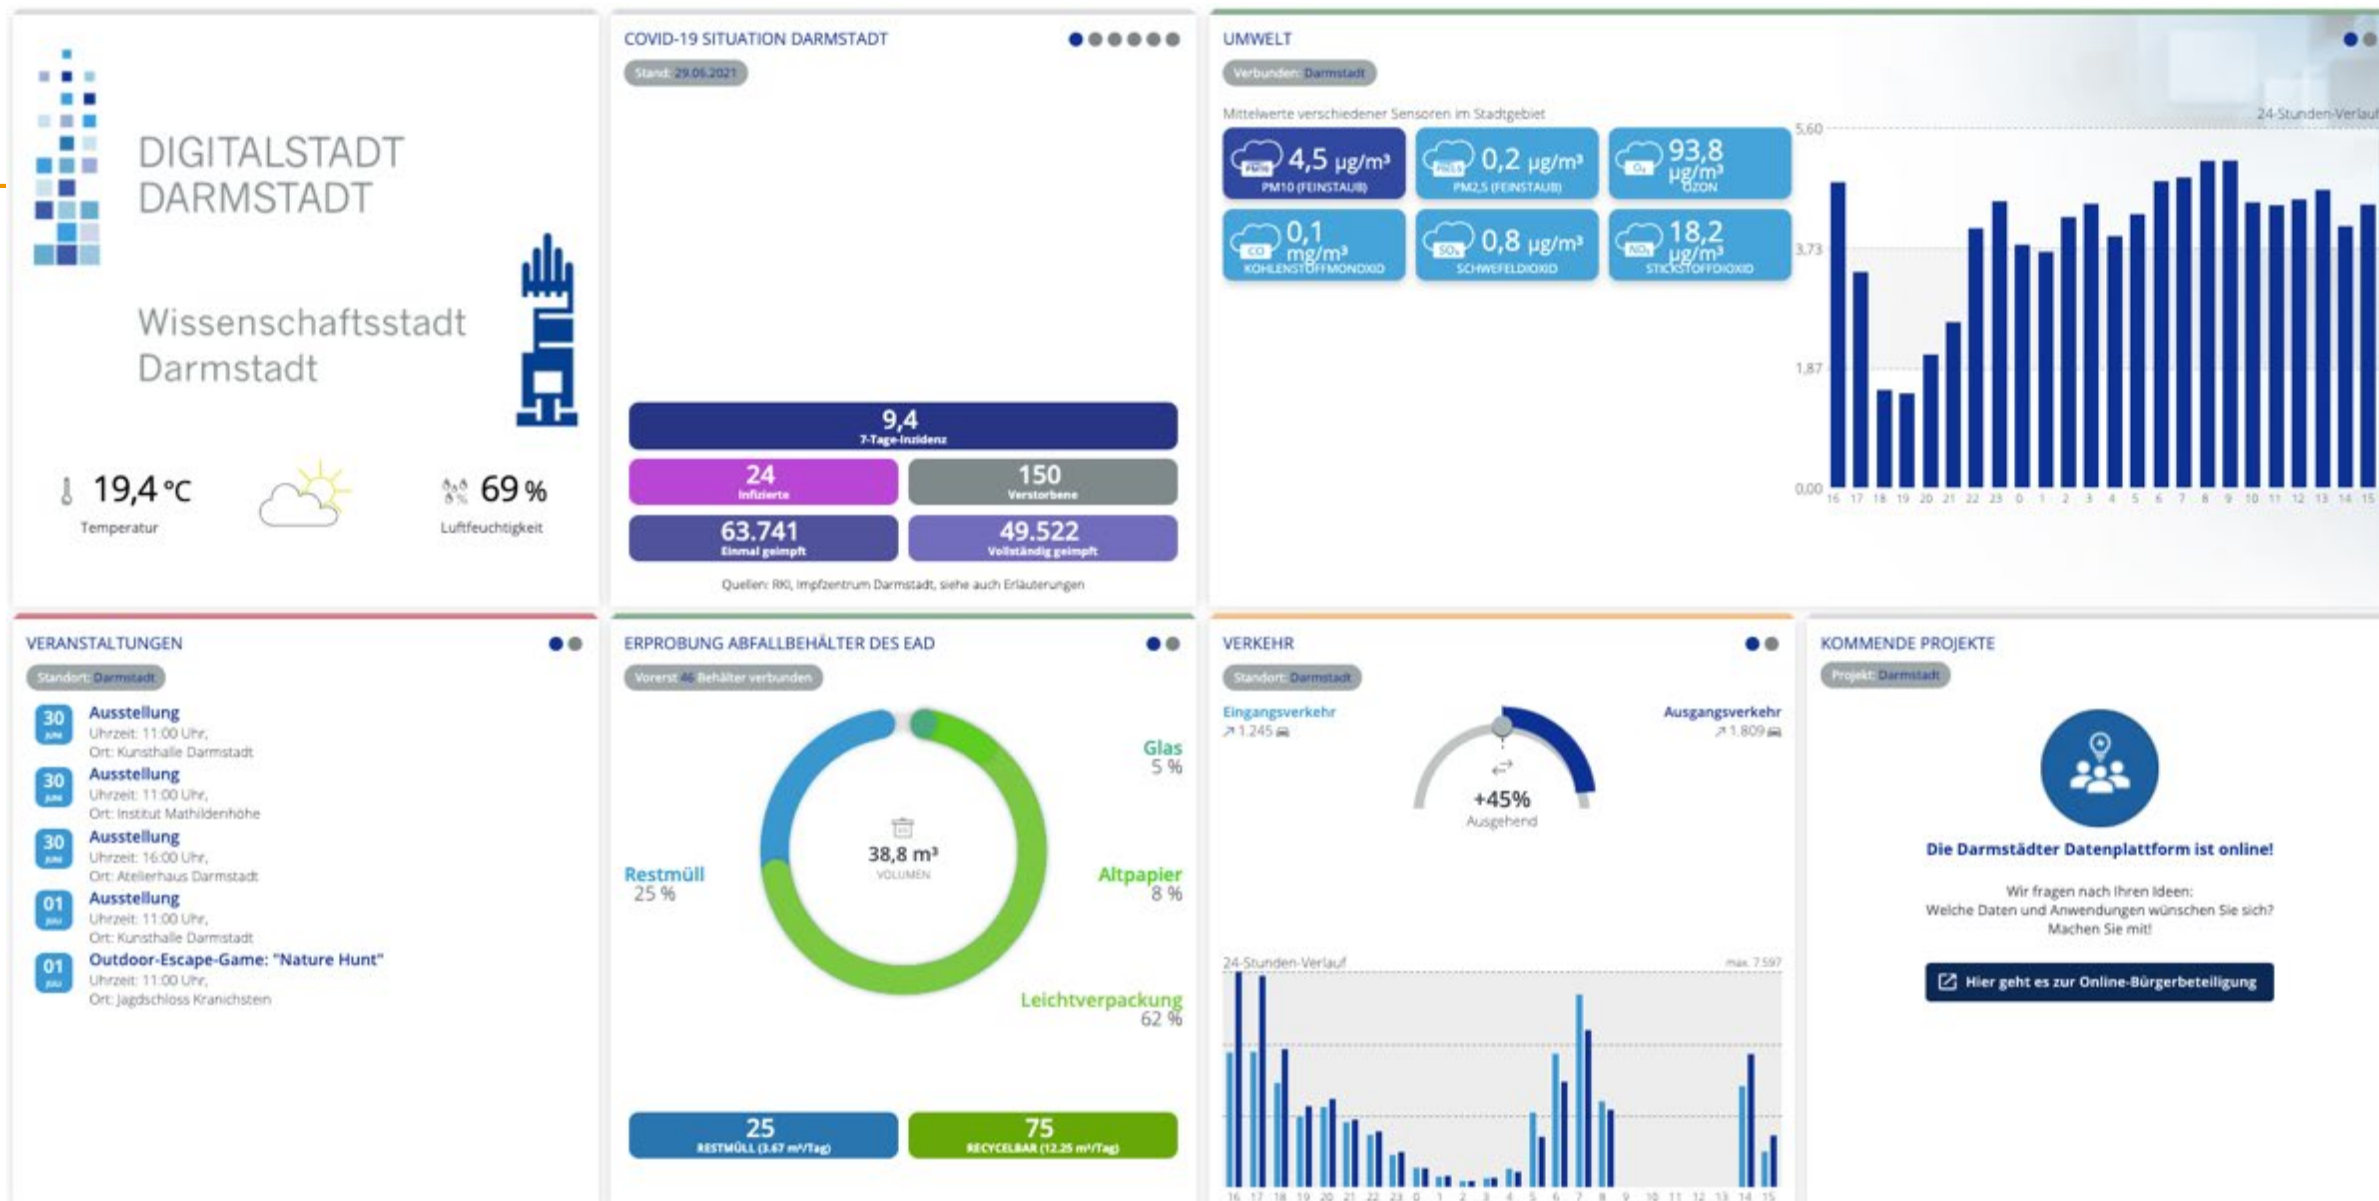 DIGITALSTADT
DARMSTADT
Wissenschaftsstadt
Darmstadt
19,4 °C
Temperatur
69 %
Luftfeuchtigkeit
COVID-19 SITUATION DARMSTADT
Stand: 29.06.2021
9,4
7-Tage-Inzidenz
24
Infizierte
150
Verstorbene
63.741
Einmal geimpft
49.522
Vollständig geimpft
Quellen: RKI, Impfzentrum Darmstadt, siehe auch Erläuterungen
UMWELT
Verbunden: Darmstadt
Mittelwerte verschiedener Sensoren im Stadtgebiet
PM10 4,5 µg/m³
PM10 (FEINSTAUB)
PM2.5 0,2 µg/m³
PM2,5 (FEINSTAUB)
O₃ 93,8
µg/m³
OZON
CO 0,1
mg/m³
KOHLENSTOFFMONOXID
SO₂ 0,8 µg/m³
SCHWEFELDIOXID
NO₂ 18,2
µg/m³
STICKSTOFFDIOXID
24-Stunden-Verlauf
5,60
3,73
1,87
0,00
16 17 18 19 20 21 22 23 0 1 2 3 4 5 6 7 8 9 10 11 12 13 14 15
VERANSTALTUNGEN
Standort: Darmstadt
30 JUNI
Ausstellung
Uhrzeit: 11:00 Uhr,
Ort: Kunsthalle Darmstadt
30 JUNI
Ausstellung
Uhrzeit: 11:00 Uhr,
Ort: Institut Mathildenhöhe
30 JUNI
Ausstellung
Uhrzeit: 16:00 Uhr,
Ort: Atelierhaus Darmstadt
01 JULI
Ausstellung
Uhrzeit: 11:00 Uhr,
Ort: Kunsthalle Darmstadt
01 JULI
Outdoor-Escape-Game: "Nature Hunt"
Uhrzeit: 11:00 Uhr,
Ort: Jagdschloss Kranichstein
ERPROBUNG ABFALLBEHÄLTER DES EAD
Vorerst 46 Behälter verbunden
Glas
5 %
38,8 m³
VOLUMEN
Restmüll
25 %
Altpapier
8 %
Leichtverpackung
62 %
25
RESTMÜLL (3.67 m³/Tag)
75
RECYCELBAR (12.25 m³/Tag)
VERKEHR
Standort: Darmstadt
Eingangsverkehr
↗ 1.245
Ausgangsverkehr
↗ 1.809
+45%
Ausgehend
24-Stunden-Verlauf
max. 7.597
16 17 18 19 20 21 22 23 0 1 2 3 4 5 6 7 8 9 10 11 12 13 14 15
KOMMENDE PROJEKTE
Projekt: Darmstadt
Die Darmstädter Datenplattform ist online!
Wir fragen nach Ihren Ideen:
Welche Daten und Anwendungen wünschen Sie sich?
Machen Sie mit!
Hier geht es zur Online-Bürgerbeteiligung